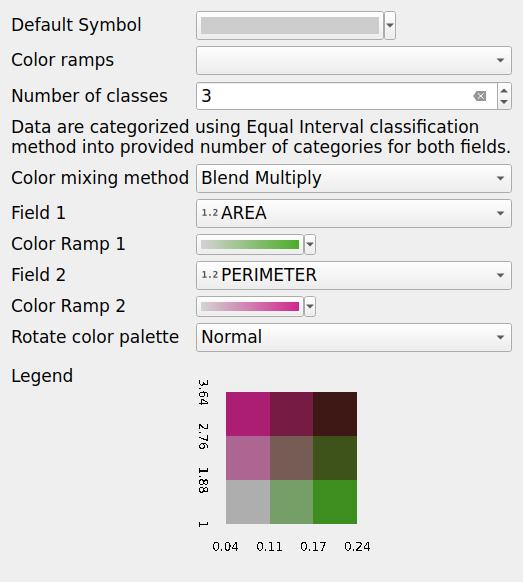 Default Symbol
Color ramps
Number of classes 3
Data are categorized using Equal Interval classification
method into provided number of categories for both fields.
Color mixing method Blend Multiply
Field 1 1.2 AREA
Color Ramp 1
Field 2 1.2 PERIMETER
Color Ramp 2
Rotate color palette Normal
Legend
3.64
2.76
1.88
1
0.04 0.11 0.17 0.24